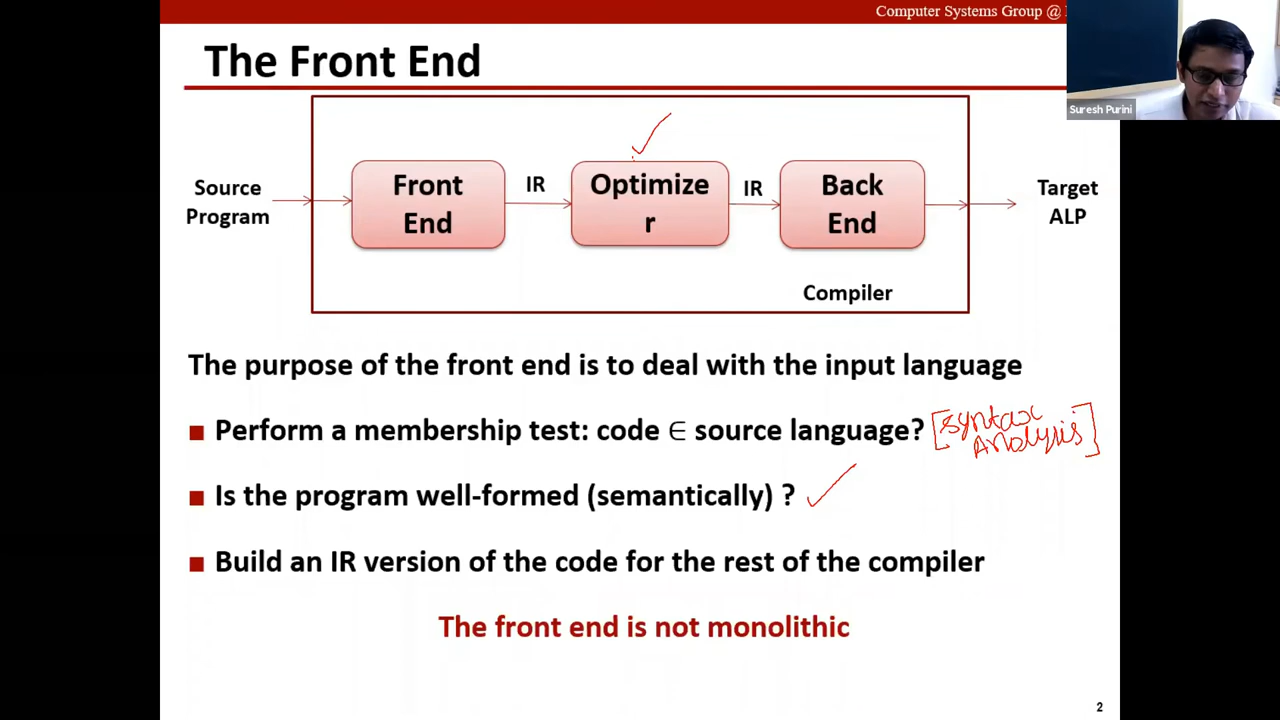 Computer Systems Group @
The Front End
Suresh Purini
Source
Program
Front
End
IR
Optimize
r
IR
Back
End
Target
ALP
Compiler
The purpose of the front end is to deal with the input language
■ Perform a membership test: code ∈ source language? [Syntax
Analysis]
■ Is the program well-formed (semantically) ?
■ Build an IR version of the code for the rest of the compiler
The front end is not monolithic
2